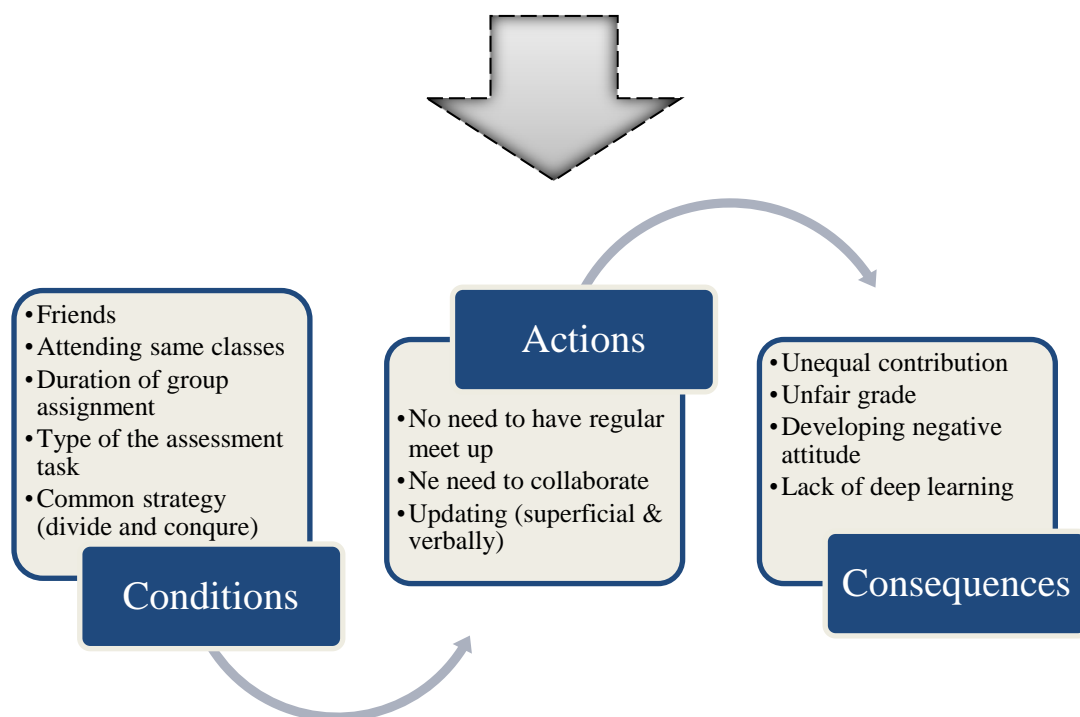 •Friends
•Attending same classes
•Duration of group
assignment
•Type of the assessment
task
•Common strategy
(divide and conqure)
Conditions
Actions
•No need to have regular
meet up
•Ne need to collaborate
•Updating (superficial &
verbally)
•Unequal contribution
•Unfair grade
•Developing negative
attitude
•Lack of deep learning
Consequences